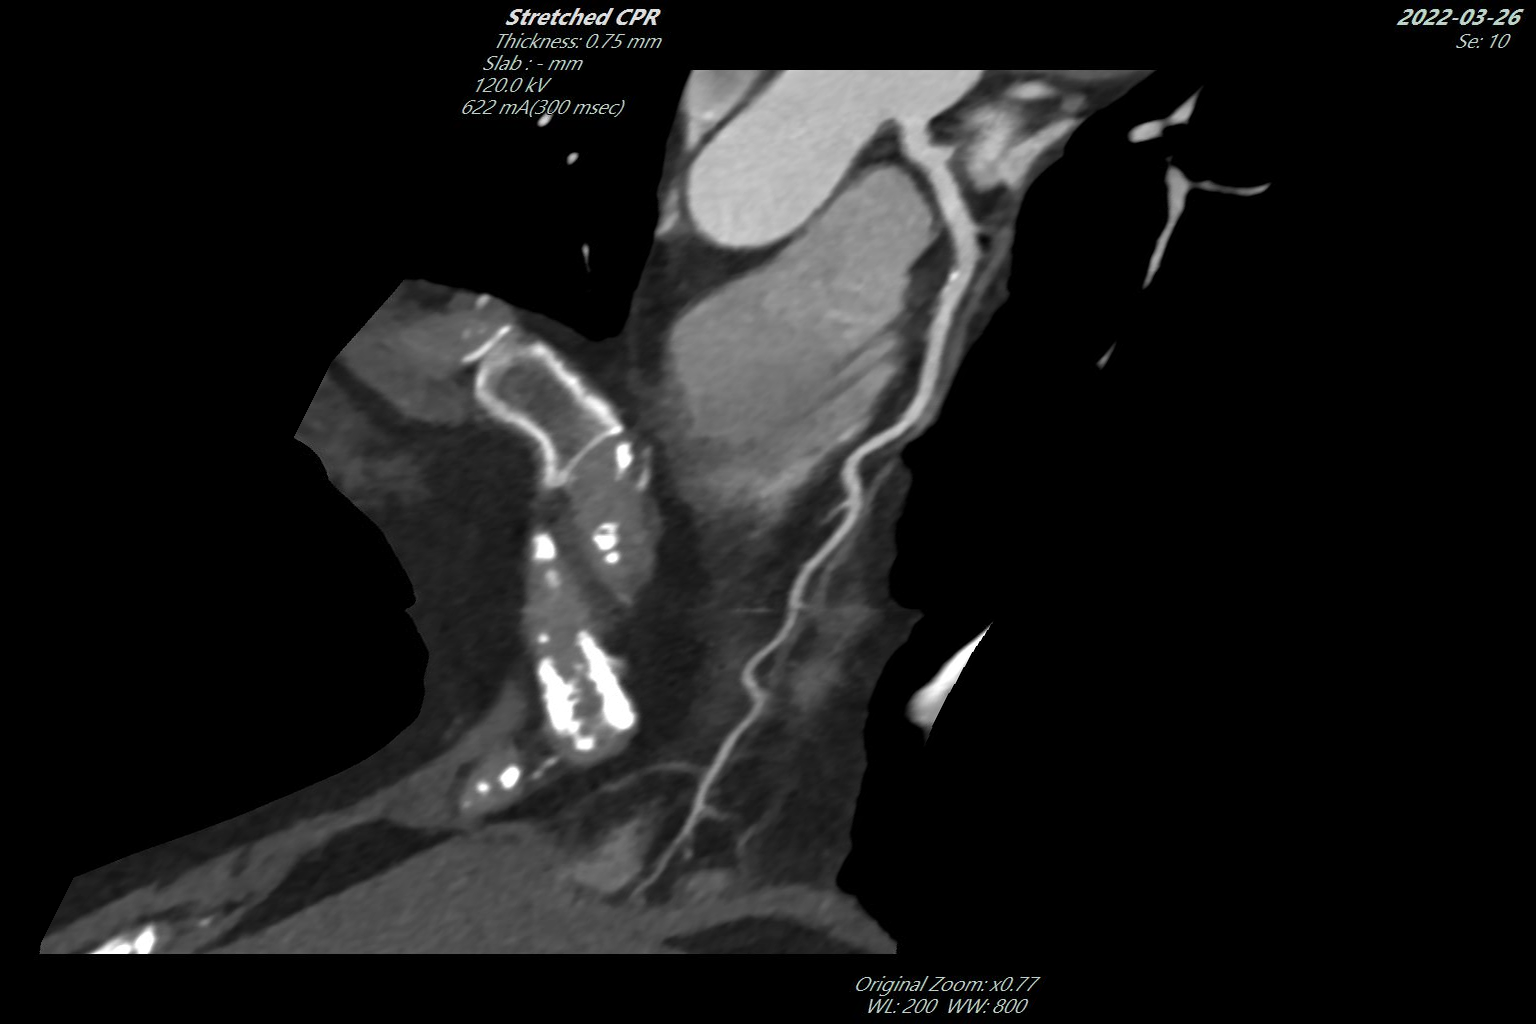 Stretched CPR
Thickness: 0.75 mm
Slab : - mm
120.0 kV
622 mA(300 msec)
2022-03-26
Se: 10
Original Zoom: x0.77
WL: 200 WW: 800